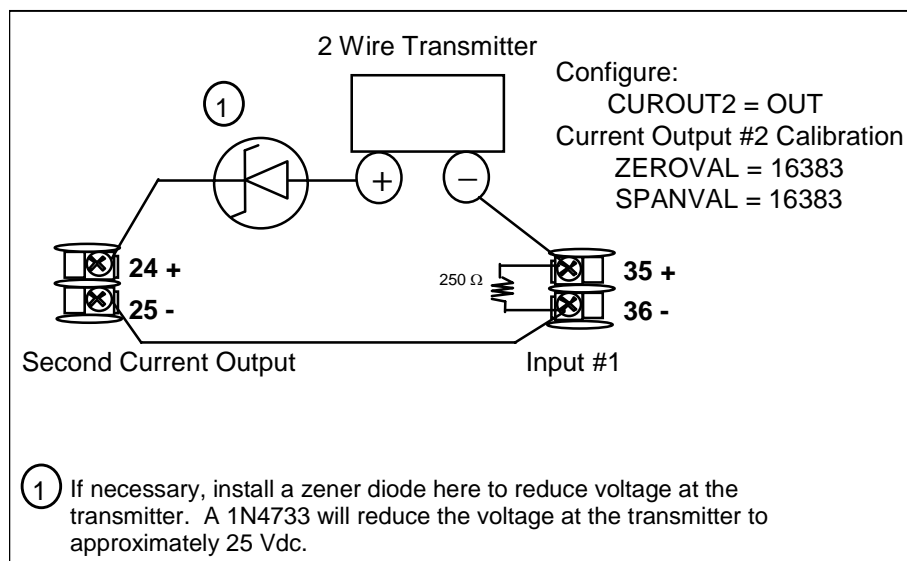 2 Wire Transmitter
Configure:
CUROUT2 = OUT
Current Output #2 Calibration
ZEROVAL = 16383
SPANVAL = 16383
1
+
−
24 +
25 -
250 Ω
35 +
36 -
Second Current Output
Input #1
1 If necessary, install a zener diode here to reduce voltage at the
transmitter. A 1N4733 will reduce the voltage at the transmitter to
approximately 25 Vdc.